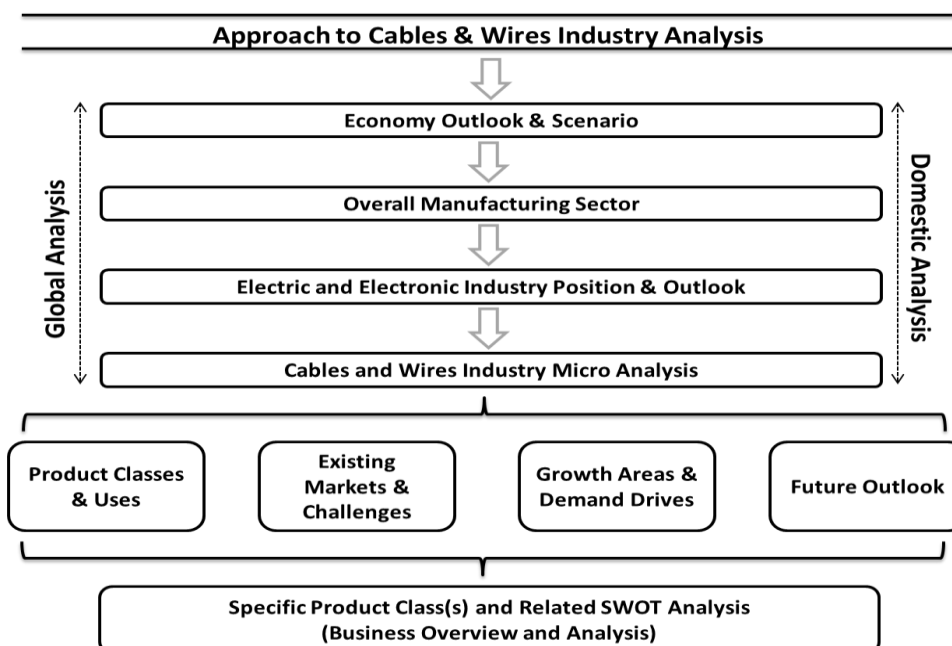 Approach to Cables & Wires Industry Analysis
Economy Outlook & Scenario
Overall Manufacturing Sector
Electric and Electronic Industry Position & Outlook
Cables and Wires Industry Micro Analysis
Global Analysis
Domestic Analysis
Product Classes
& Uses
Existing
Markets &
Challenges
Growth Areas &
Demand Drives
Future Outlook
Specific Product Class(s) and Related SWOT Analysis
(Business Overview and Analysis)